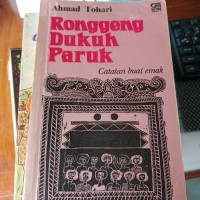 Ahmad Tohari
Ronggeng
Dukuh
Paruk
Catatan buat emak